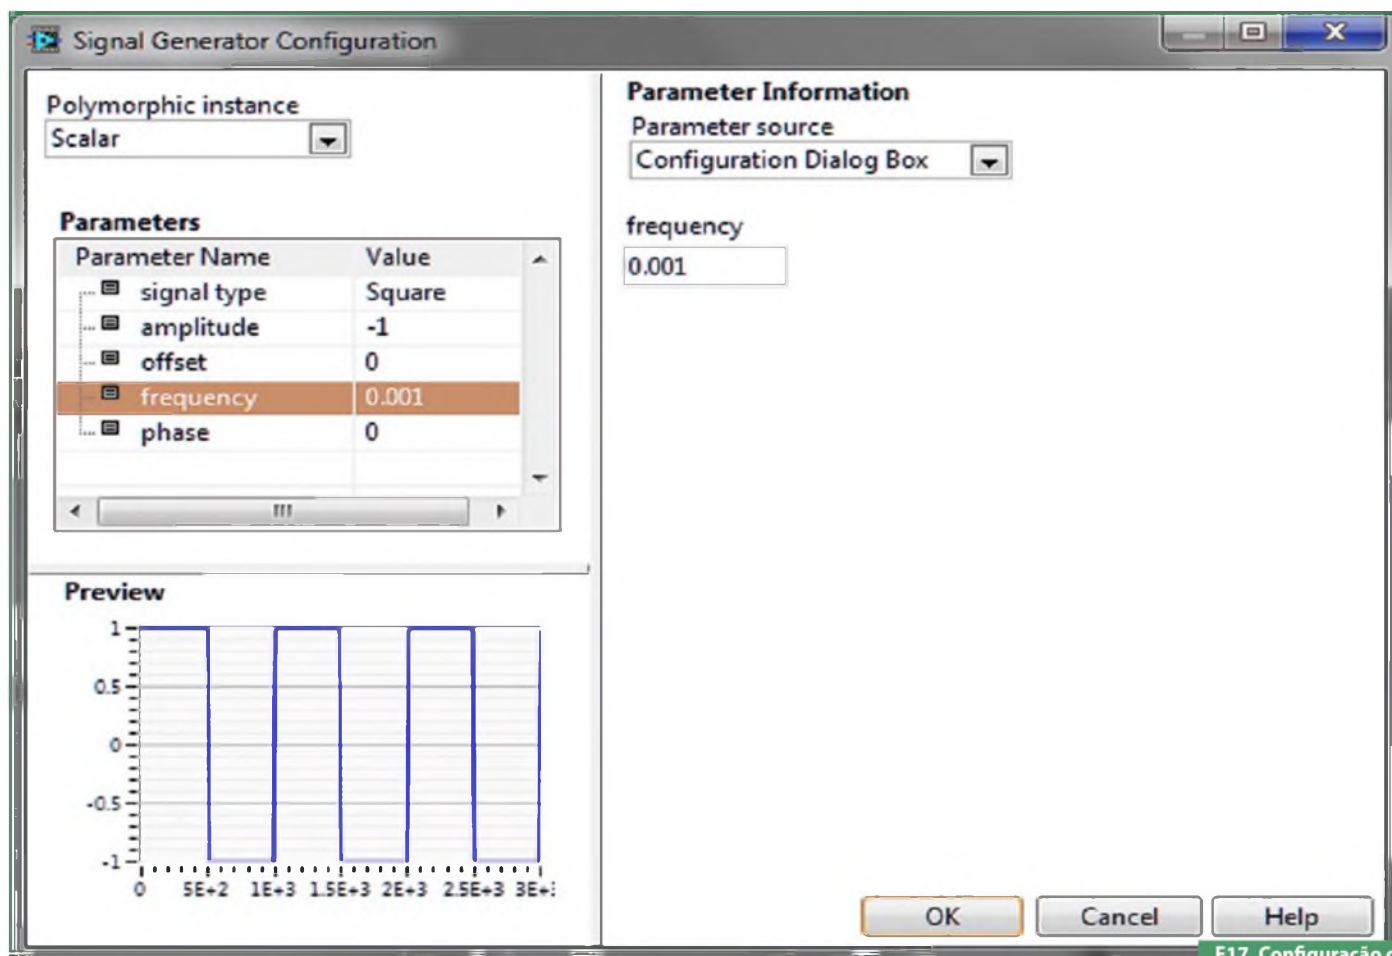 Signal Generator Configuration
Polymorphic instance
Scalar
Parameters
Parameter Name Value
signal type Square
amplitude -1
offset 0
frequency 0.001
phase 0
Preview
1
0.5
0
-0.5
-1
0 5E+2 1E+3 1.5E+3 2E+3 2.5E+3 3E+
Parameter Information
Parameter source
Configuration Dialog Box
frequency
0.001
OK Cancel Help
Configuração